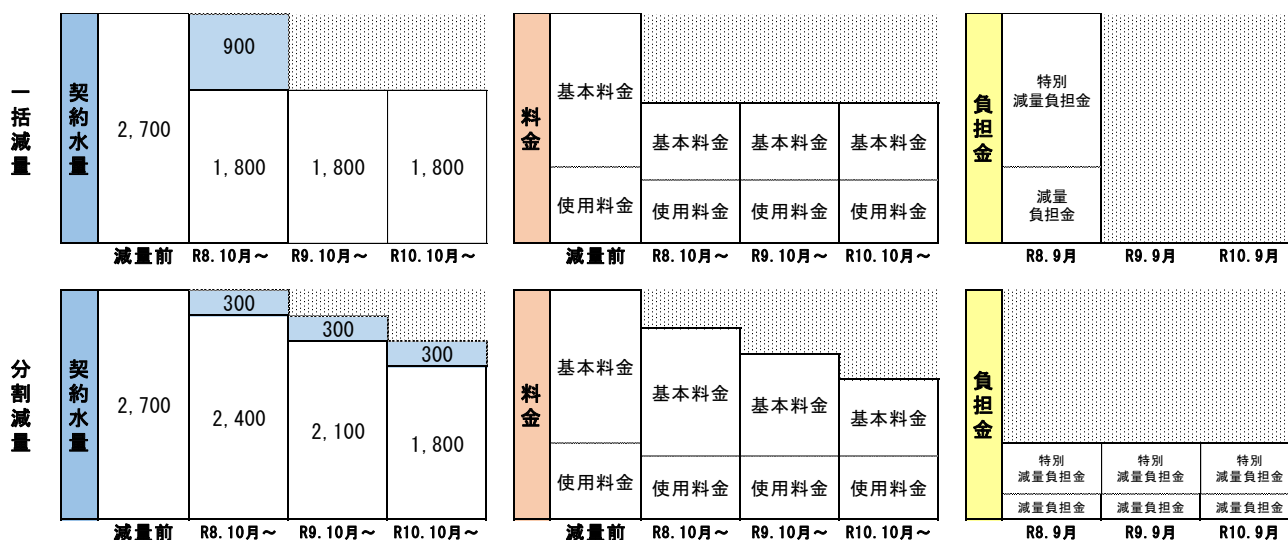 一括減量
契約水量
2,700
900
1,800
1,800
1,800
減量前
R8.10月～
R9.10月～
R10.10月～
料金
基本料金
使用料金
基本料金
基本料金
基本料金
使用料金
使用料金
使用料金
減量前
R8.10月～
R9.10月～
R10.10月～
負担金
特別
減量負担金
減量
負担金
R8.9月
R9.9月
R10.9月
分割減量
契約水量
2,700
300
2,400
300
2,100
300
1,800
減量前
R8.10月～
R9.10月～
R10.10月～
料金
基本料金
使用料金
基本料金
基本料金
基本料金
使用料金
使用料金
使用料金
減量前
R8.10月～
R9.10月～
R10.10月～
負担金
特別
減量負担金
特別
減量負担金
特別
減量負担金
減量負担金
減量負担金
減量負担金
R8.9月
R9.9月
R10.9月